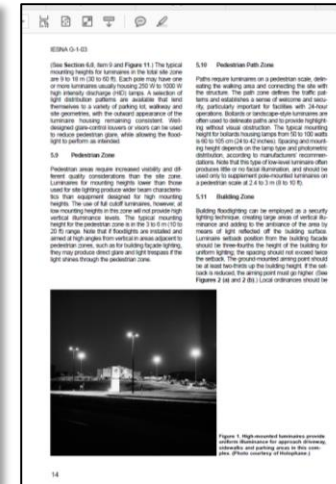 IESNA G-1-03
(See Section 6.0, item 9 and Figure 11.) The typical
mounting heights for luminaires in the total site zone
are 9 to 16 m (30 to 60 ft). Each pole may have one
or more luminaires usually housing 250 W to 1000 W
high intensity discharge (HID) lamps. A selection of
light distribution patterns are available that lend
themselves to a variety of parking lot, walkway and
site geometries, with the outward appearance of the
luminaire housing remaining consistent. Well-
designed glare-control louvers or visors can be used
to reduce pedestrian glare, while allowing the flood-
light to perform as intended.
5.9 Pedestrian Zone
Pedestrian areas require increased visibility and dif-
ferent quality considerations than the site zone.
Luminaires for mounting heights lower than those
used for site lighting produce wider beam characteris-
tics than equipment designed for high mounting
heights. The use of full cutoff luminaires, however, at
low mounting heights in this zone will not provide high
vertical illuminance levels. The typical mounting
height for the pedestrian zone is in the 3 to 6 m (10 to
20 ft) range. Note that if floodlights are installed and
aimed at high angles from vertical in areas adjacent to
pedestrian zones, such as for building façade lighting,
they may produce direct glare and light trespass if the
light shines through the pedestrian zone.
5.10 Pedestrian Path Zone
Paths require luminaires on a pedestrian scale, delin-
eating the walking area and connecting the site with
the structure. The path zone defines the traffic pat-
terns and establishes a sense of welcome and secu-
rity, particularly important for facilities with 24-hour
operations. Bollards or landscape-style luminaires are
often used to delineate paths and to provide highlight-
ing without visual obstruction. The typical mounting
height for bollards housing lamps from 50 to 100 watts
is 60 to 105 cm (24 to 42 inches). Spacing and mount-
ing height depends on the lamp type and photometric
distribution, according to manufacturers' recommen-
dations. Note that this type of low-level luminaire often
produces little or no facial illumination, and should be
used only to supplement pole-mounted luminaires on
a pedestrian scale at 2.4 to 3 m (8 to 10 ft).
5.11 Building Zone
Building floodlighting can be employed as a security
lighting technique, creating large areas of vertical illu-
minance and adding to the ambiance of the area by
means of light reflected off the building surface.
Luminaire setback position from the building facade
should be three-fourths the height of the building for
uniform lighting; the spacing should not exceed twice
the setback. The ground-mounted aiming point should
be at least two-thirds up the building height. If the set-
back is reduced, the aiming point must go higher. (See
Figures 2 (a) and 2 (b).) Local ordinances should be
Figure 1. High-mounted luminaires provide
uniform illuminance for approach driveway,
sidewalks and parking areas in this com-
plex. (Photo courtesy of Holophane.)
14